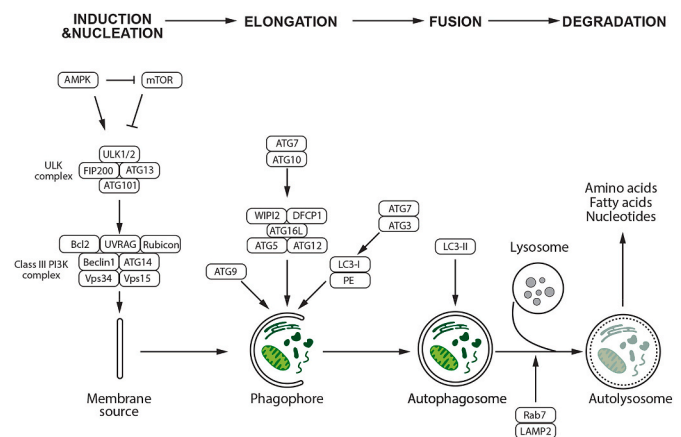 INDUCTION
&NUCLEATION
ELONGATION
FUSION
DEGRADATION
AMPK
mTOR
ULK
complex
ULK1/2
FIP200
ATG13
ATG101
Class III PI3K
complex
Bcl2
UVRAG
Rubicon
Beclin1
ATG14
Vps34
Vps15
Membrane
source
ATG7
ATG10
WIPI2
DFCP1
ATG16L
ATG5
ATG12
ATG7
ATG3
LC3-I
PE
ATG9
Phagophore
LC3-II
Autophagosome
Lysosome
Rab7
LAMP2
Amino acids
Fatty acids
Nucleotides
Autolysosome